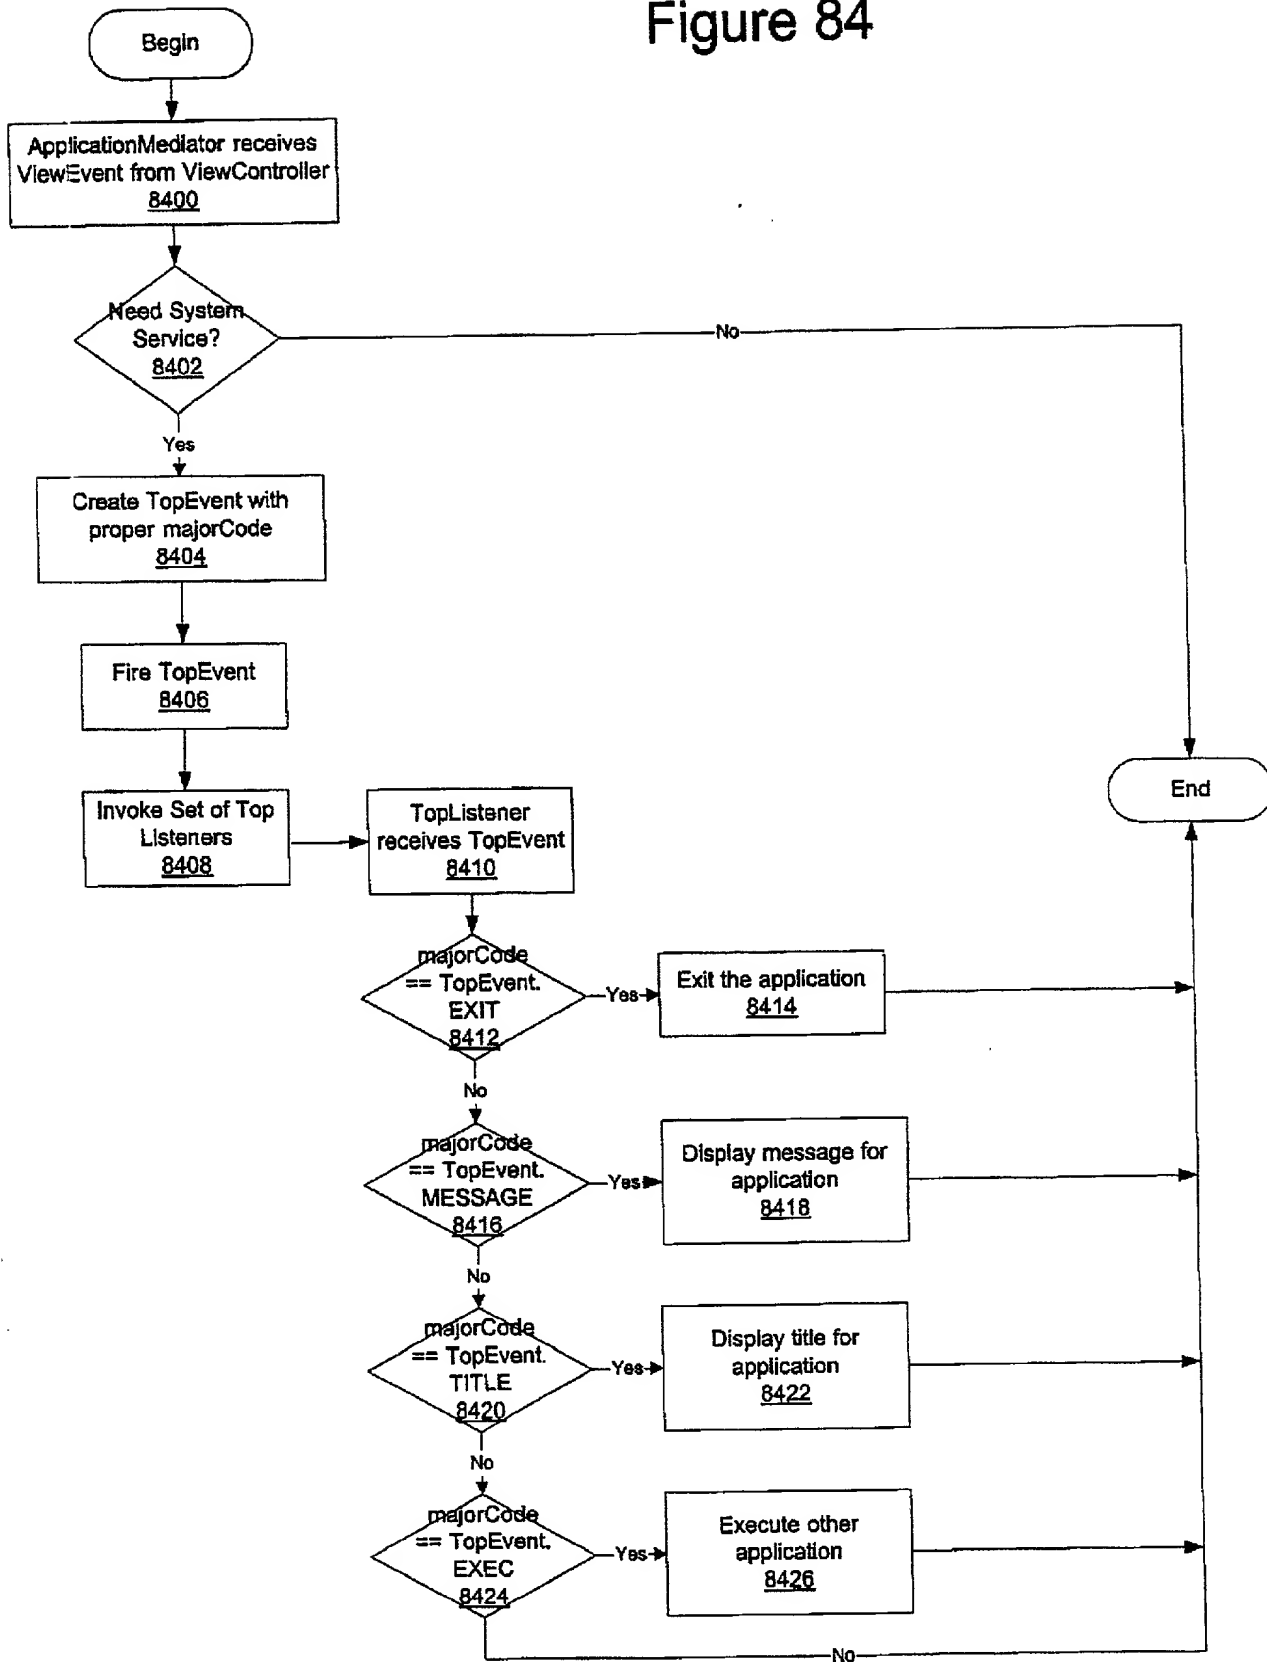 Figure 84
Begin
ApplicationMediator receives
ViewEvent from ViewController
8400
Need System
Service?
8402
No
Yes
Create TopEvent with
proper majorCode
8404
Fire TopEvent
8406
Invoke Set of Top
Listeners
8408
TopListener
receives TopEvent
8410
End
majorCode
== TopEvent.
EXIT
8412
Yes
Exit the application
8414
No
majorCode
== TopEvent.
MESSAGE
8416
Yes
Display message for
application
8418
No
majorCode
== TopEvent.
TITLE
8420
Yes
Display title for
application
8422
No
majorCode
== TopEvent.
EXEC
8424
Yes
Execute other
application
8426
No